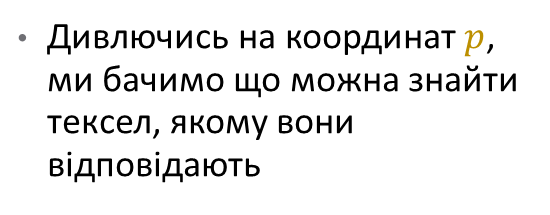 • Дивлючись на координат p,
ми бачимо що можна знайти
тексел, якому вони
відповідають